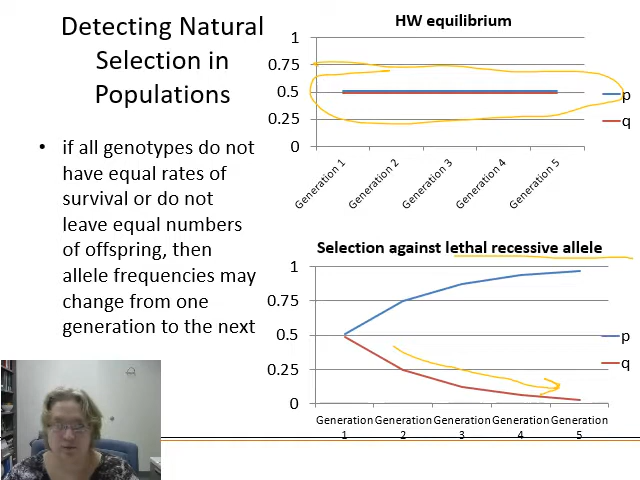 Detecting Natural
Selection in
Populations
• if all genotypes do not
have equal rates of
survival or do not
leave equal numbers
of offspring, then
allele frequencies may
change from one
generation to the next
HW equilibrium
1
0.75
0.5
0.25
0
Generation 1
Generation 2
Generation 3
Generation 4
Generation 5
p
q
Selection against lethal recessive allele
1
0.75
0.5
0.25
0
Generation Generation Generation Generation Generation
1 2 3 4 5
p
q